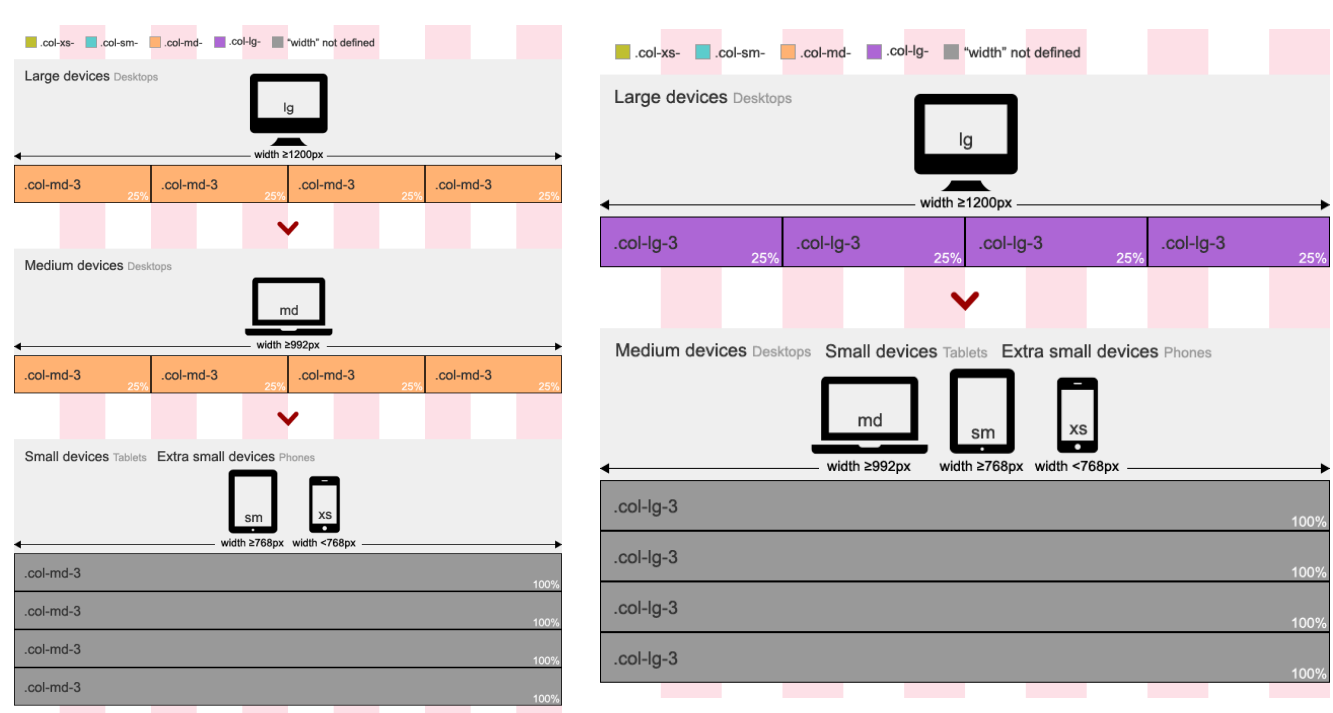 .col-xs- .col-sm- .col-md- .col-lg- "width" not defined
Large devices Desktops
lg
width ≥1200px
.col-md-3 25% .col-md-3 25% .col-md-3 25% .col-md-3 25%
Medium devices Desktops
md
width ≥992px
.col-md-3 25% .col-md-3 25% .col-md-3 25% .col-md-3 25%
Small devices Tablets Extra small devices Phones
sm xs
width ≥768px width <768px
.col-md-3 100%
.col-md-3 100%
.col-md-3 100%
.col-md-3 100%
.col-xs- .col-sm- .col-md- .col-lg- "width" not defined
Large devices Desktops
lg
width ≥1200px
.col-lg-3 25% .col-lg-3 25% .col-lg-3 25% .col-lg-3 25%
Medium devices Desktops Small devices Tablets Extra small devices Phones
md sm xs
width ≥992px width ≥768px width <768px
.col-lg-3 100%
.col-lg-3 100%
.col-lg-3 100%
.col-lg-3 100%